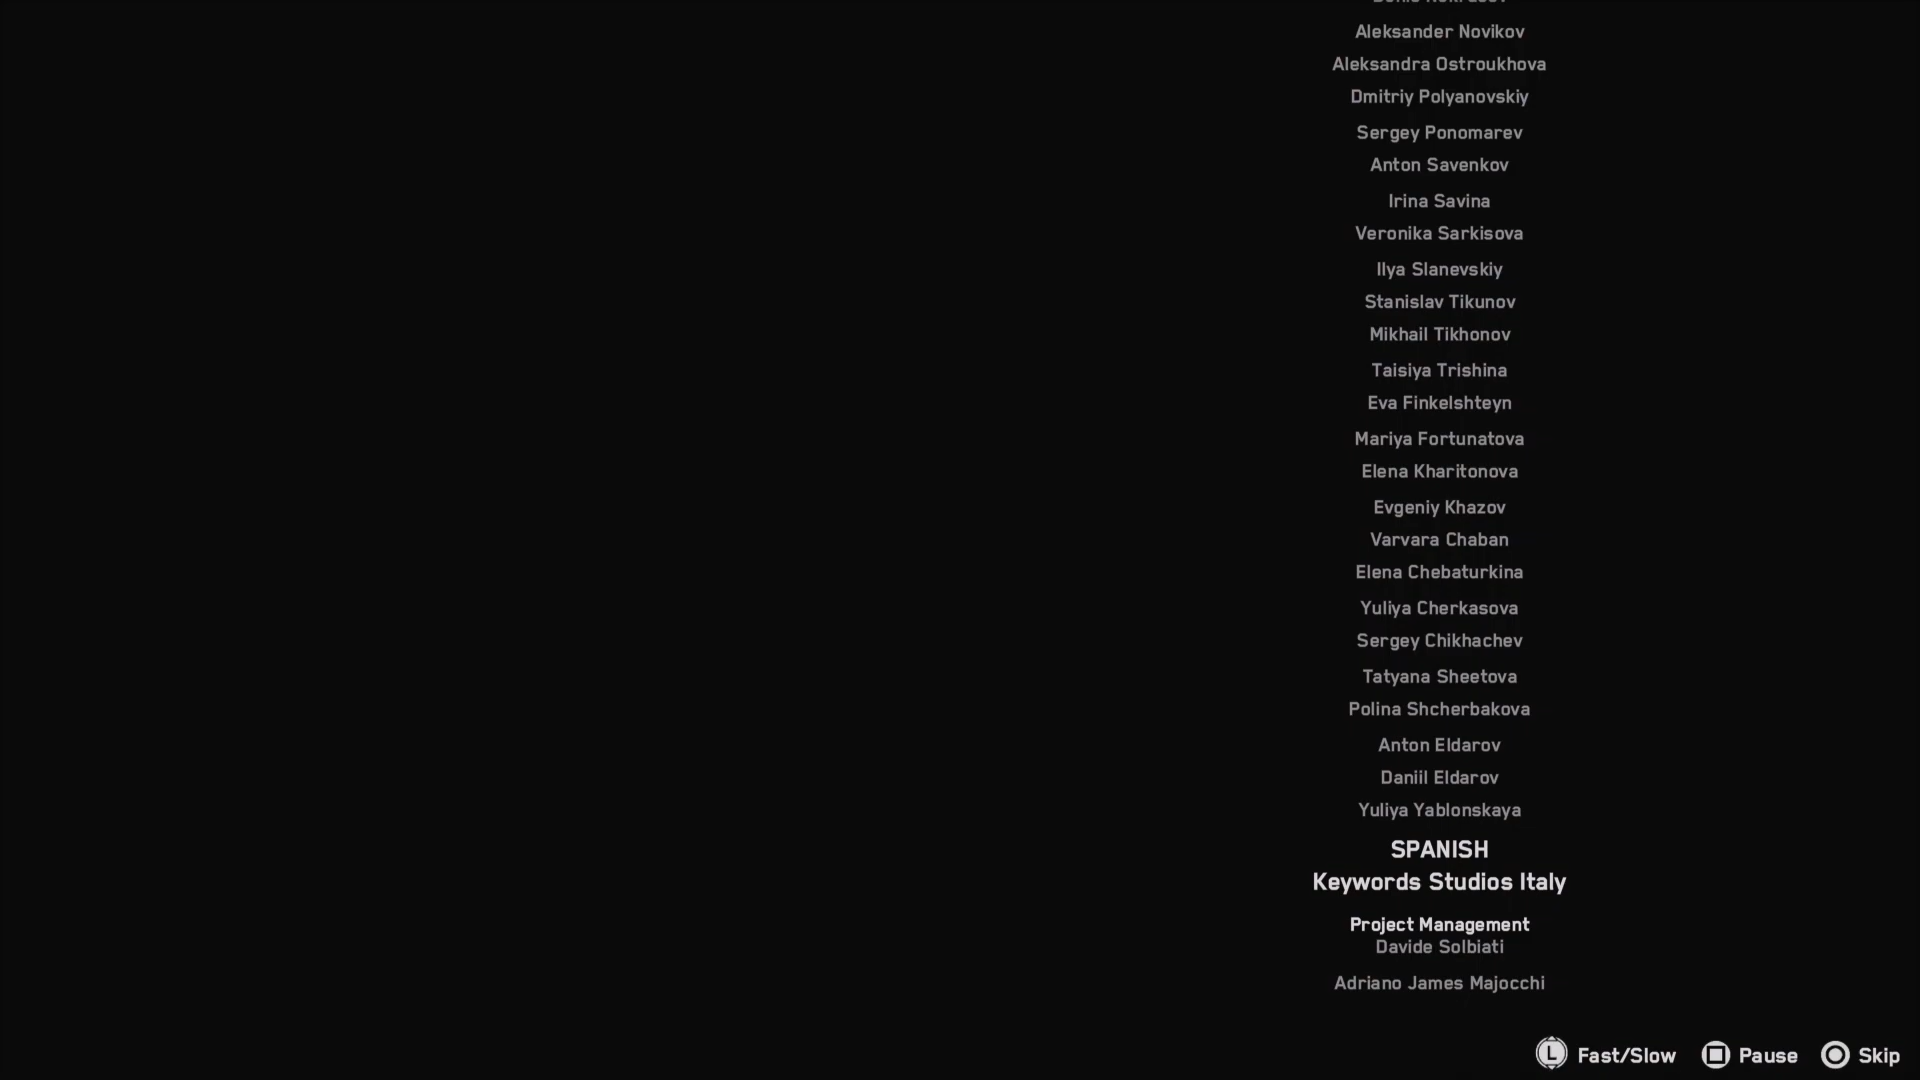 Aleksander Novikov
Aleksandra Ostroukhova
Dmitriy Polyanovskiy
Sergey Ponomarev
Anton Savenkov
Irina Savina
Veronika Sarkisova
Ilya Slanevskiy
Stanislav Tikunov
Mikhail Tikhonov
Taisiya Trishina
Eva Finkelshteyn
Mariya Fortunatova
Elena Kharitonova
Evgeniy Khazov
Varvara Chaban
Elena Chebaturkina
Yuliya Cherkasova
Sergey Chikhachev
Tatyana Sheetova
Polina Shcherbakova
Anton Eldarov
Daniil Eldarov
Yuliya Yablonskaya
SPANISH
Keywords Studios Italy
Project Management
Davide Solbiati
Adriano James Majocchi
L Fast/Slow Pause Skip